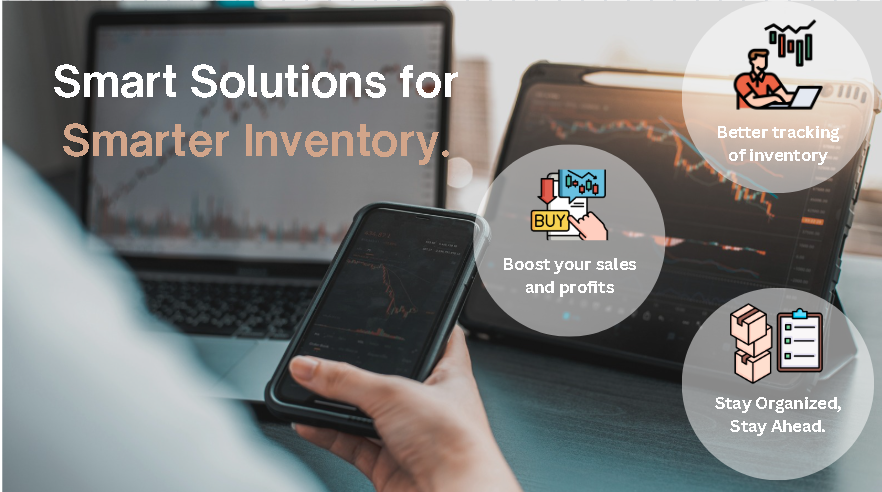 Smart Solutions for
Smarter Inventory.
Better tracking
of inventory
BUY
Boost your sales
and profits
Stay Organized,
Stay Ahead.